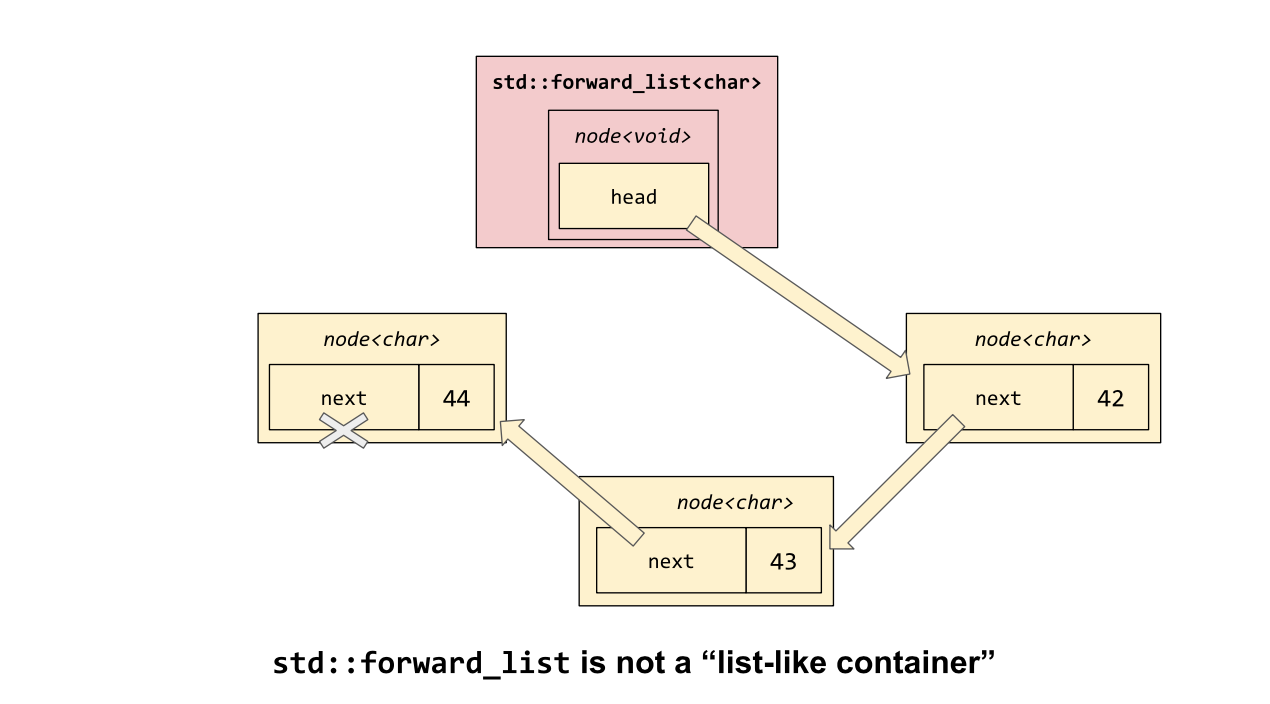 std::forward_list<char>
node<void>
head
node<char>
next 44
node<char>
next 42
node<char>
next 43
std::forward_list is not a “list-like container”